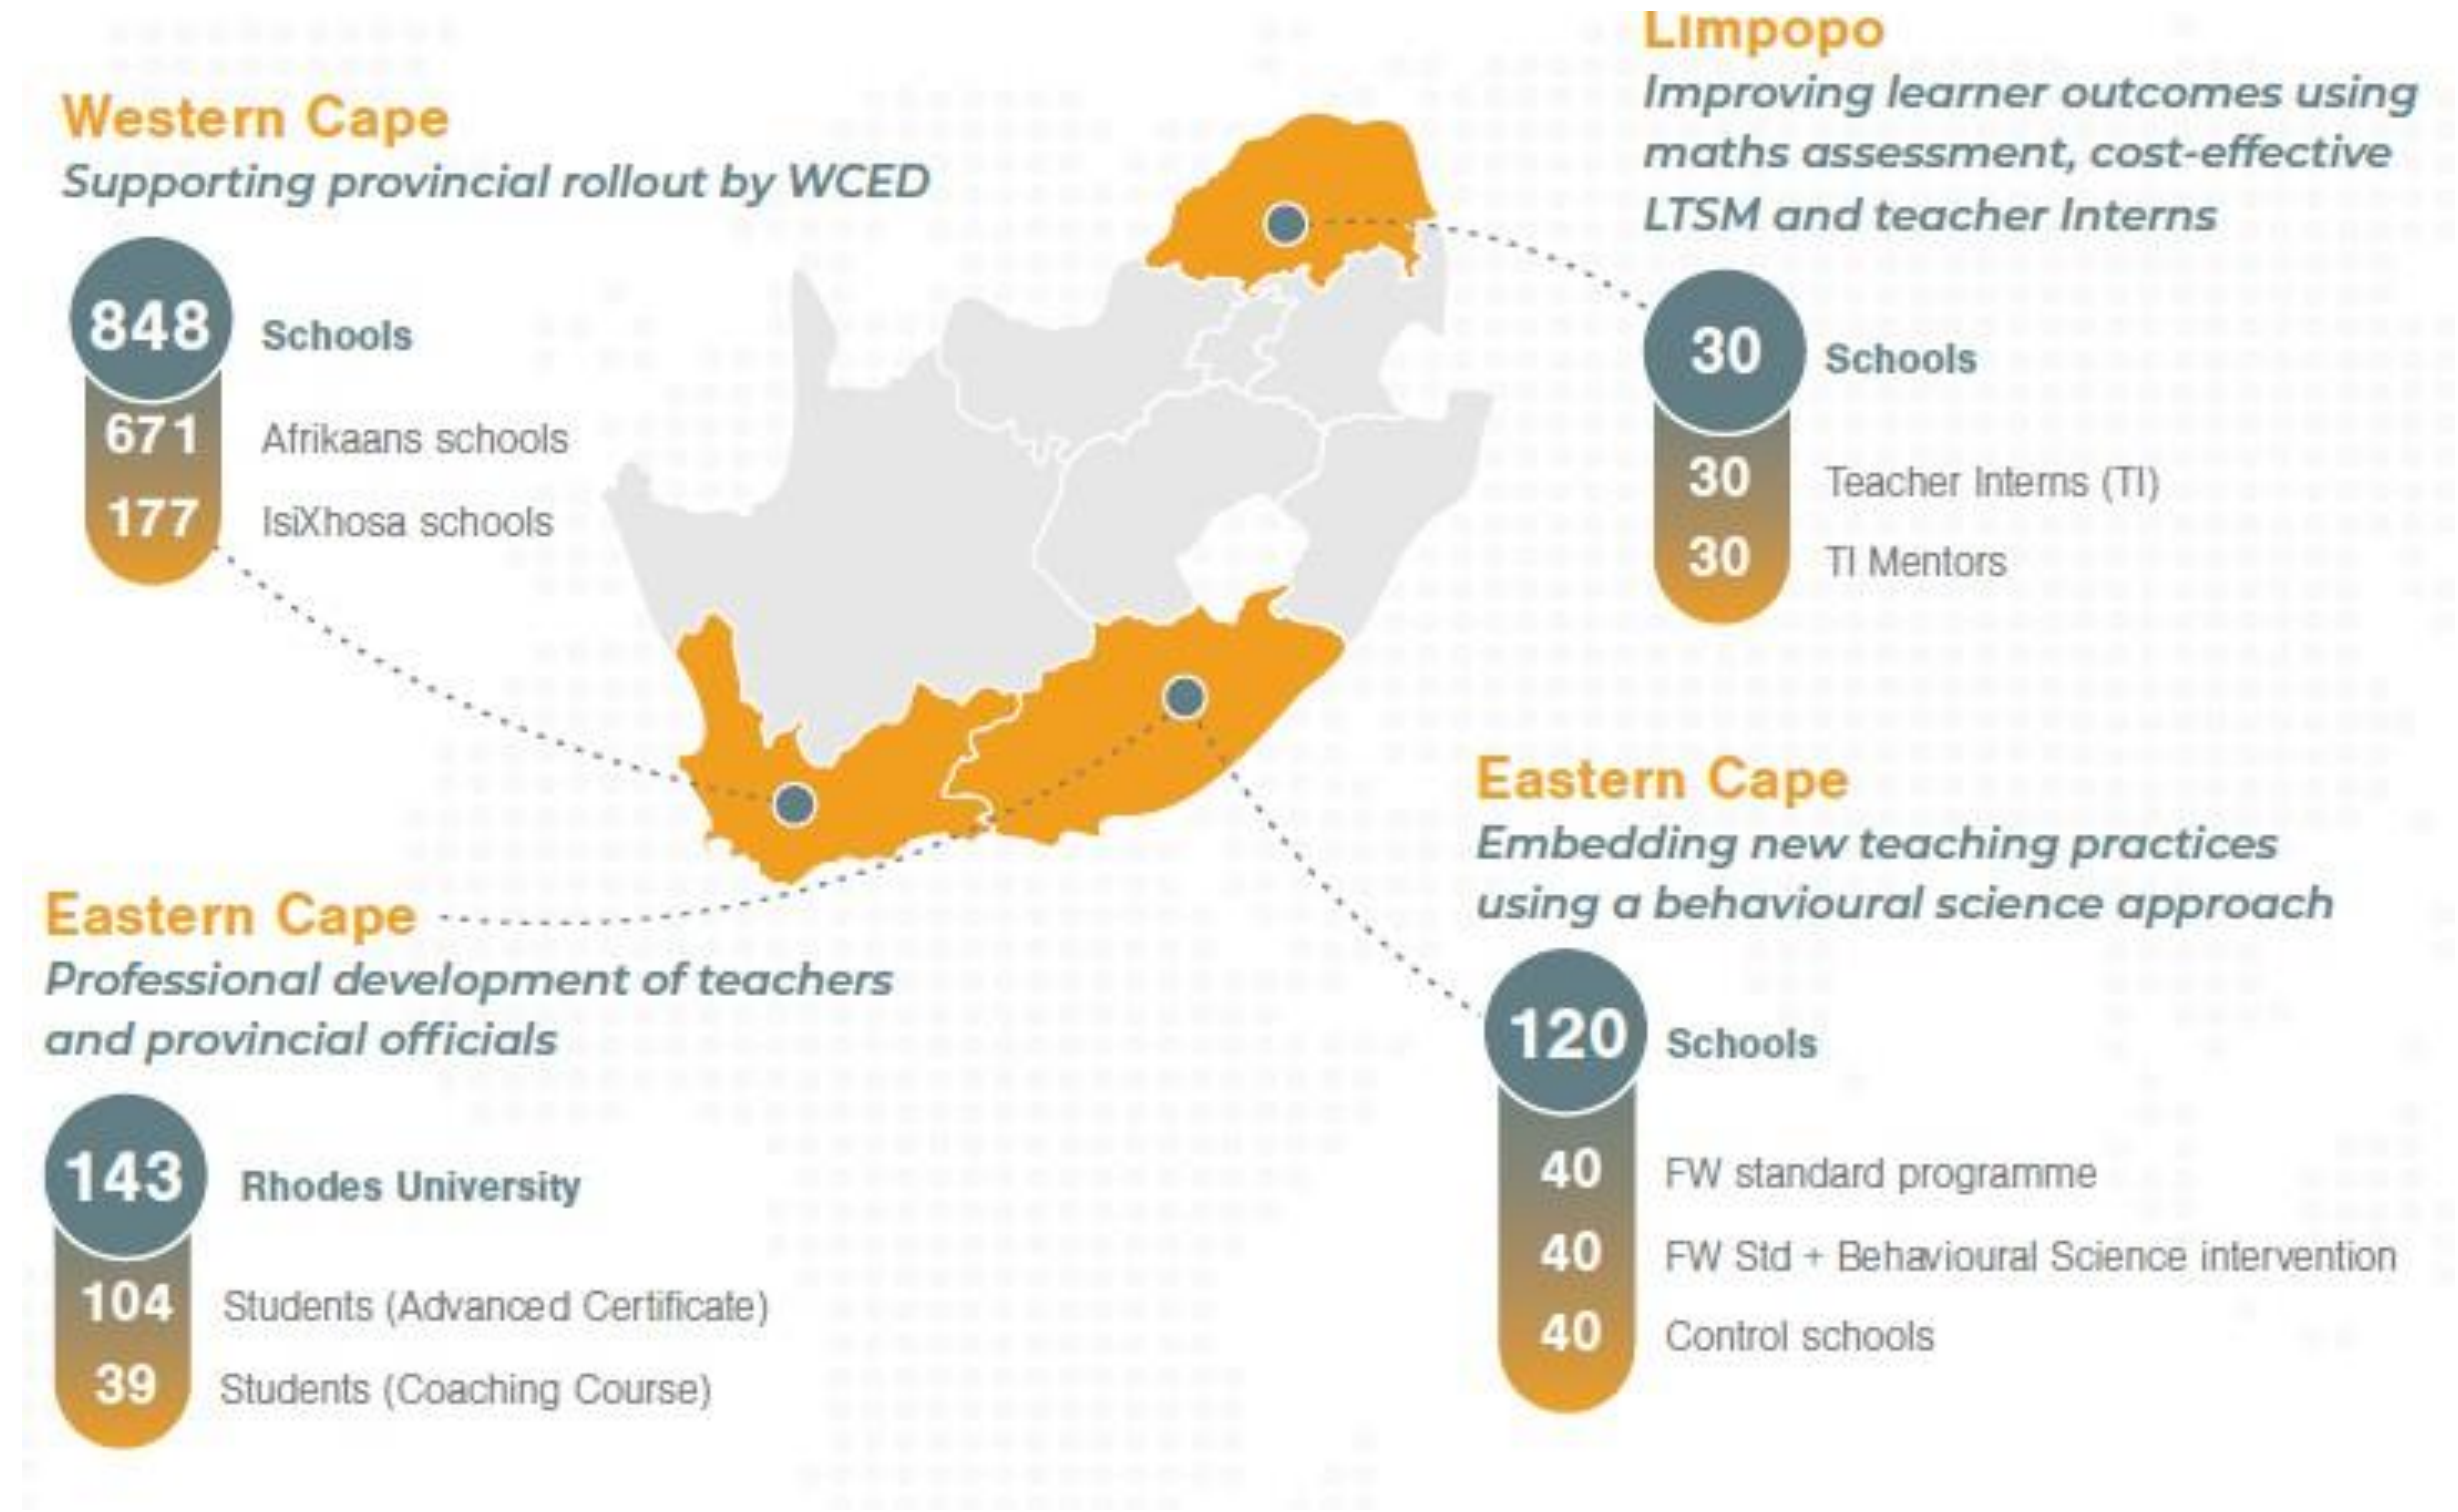 Western Cape
Supporting provincial rollout by WCED
848 Schools
671 Afrikaans schools
177 IsiXhosa schools
Limpopo
Improving learner outcomes using
maths assessment, cost-effective
LTSM and teacher Interns
30 Schools
30 Teacher Interns (TI)
30 TI Mentors
Eastern Cape
Professional development of teachers
and provincial officials
143 Rhodes University
104 Students (Advanced Certificate)
39 Students (Coaching Course)
Eastern Cape
Embedding new teaching practices
using a behavioural science approach
120 Schools
40 FW standard programme
40 FW Std + Behavioural Science intervention
40 Control schools